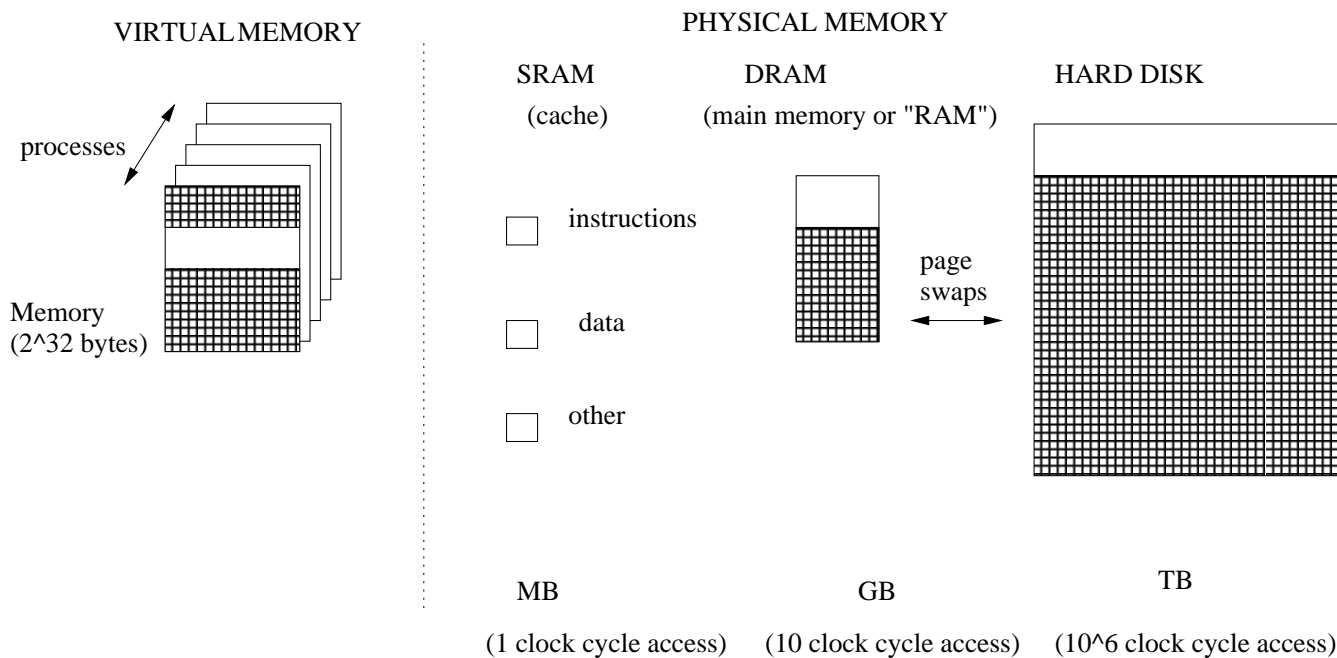 VIRTUAL MEMORY
PHYSICAL MEMORY
SRAM
(cache)
DRAM
(main memory or "RAM")
HARD DISK
processes
Memory
(2^32 bytes)
instructions
data
other
page
swaps
MB
(1 clock cycle access)
GB
(10 clock cycle access)
TB
(10^6 clock cycle access)